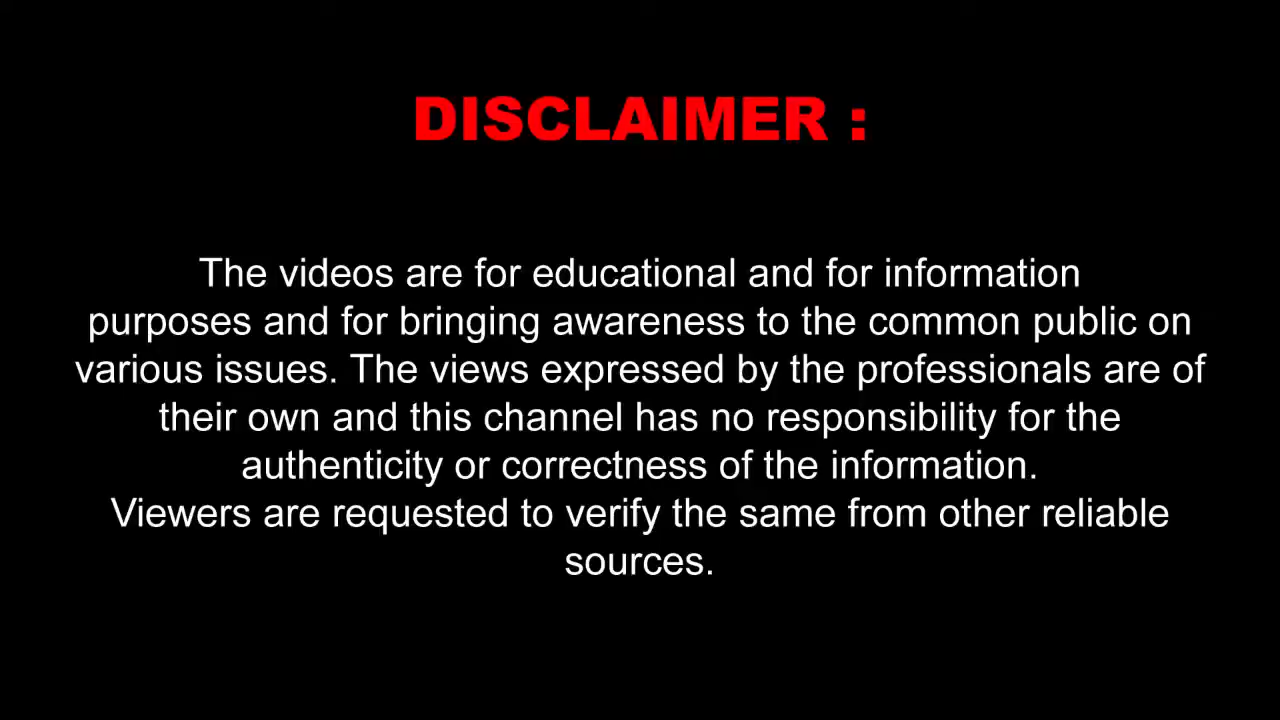 DISCLAIMER :
The videos are for educational and for information
purposes and for bringing awareness to the common public on
various issues. The views expressed by the professionals are of
their own and this channel has no responsibility for the
authenticity or correctness of the information.
Viewers are requested to verify the same from other reliable
sources.